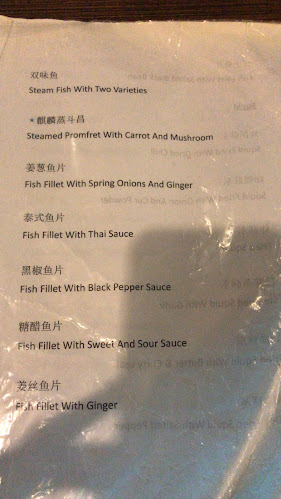 双味鱼
Steam Fish With Two Varieties
*麒麟蒸斗昌
Steamed Promfret With Carrot And Mushroom
姜葱鱼片
Fish Fillet With Spring Onions And Ginger
泰式鱼片
Fish Fillet With Thai Sauce
黑椒鱼片
Fish Fillet With Black Pepper Sauce
糖醋鱼片
Fish Fillet With Sweet And Sour Sauce
姜丝鱼片
Fish Fillet With Ginger